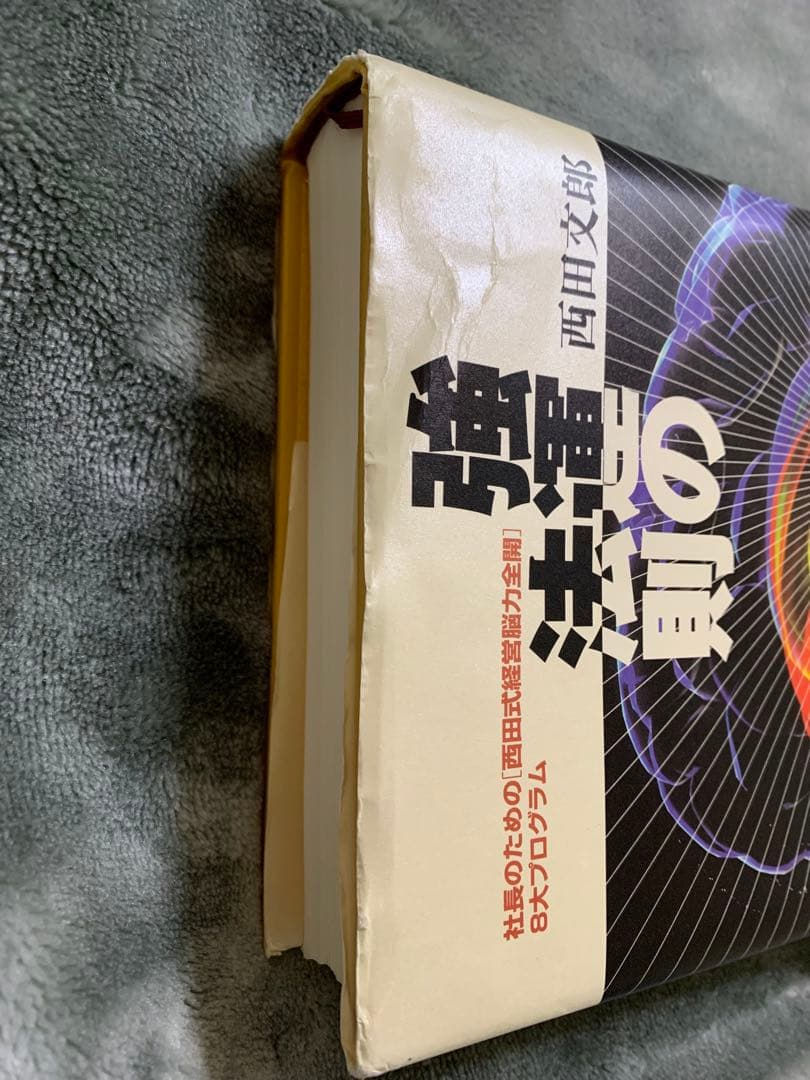 西田文郎
強運の
法則
社長のための[西田式経営脳力全開]
8大プログラム